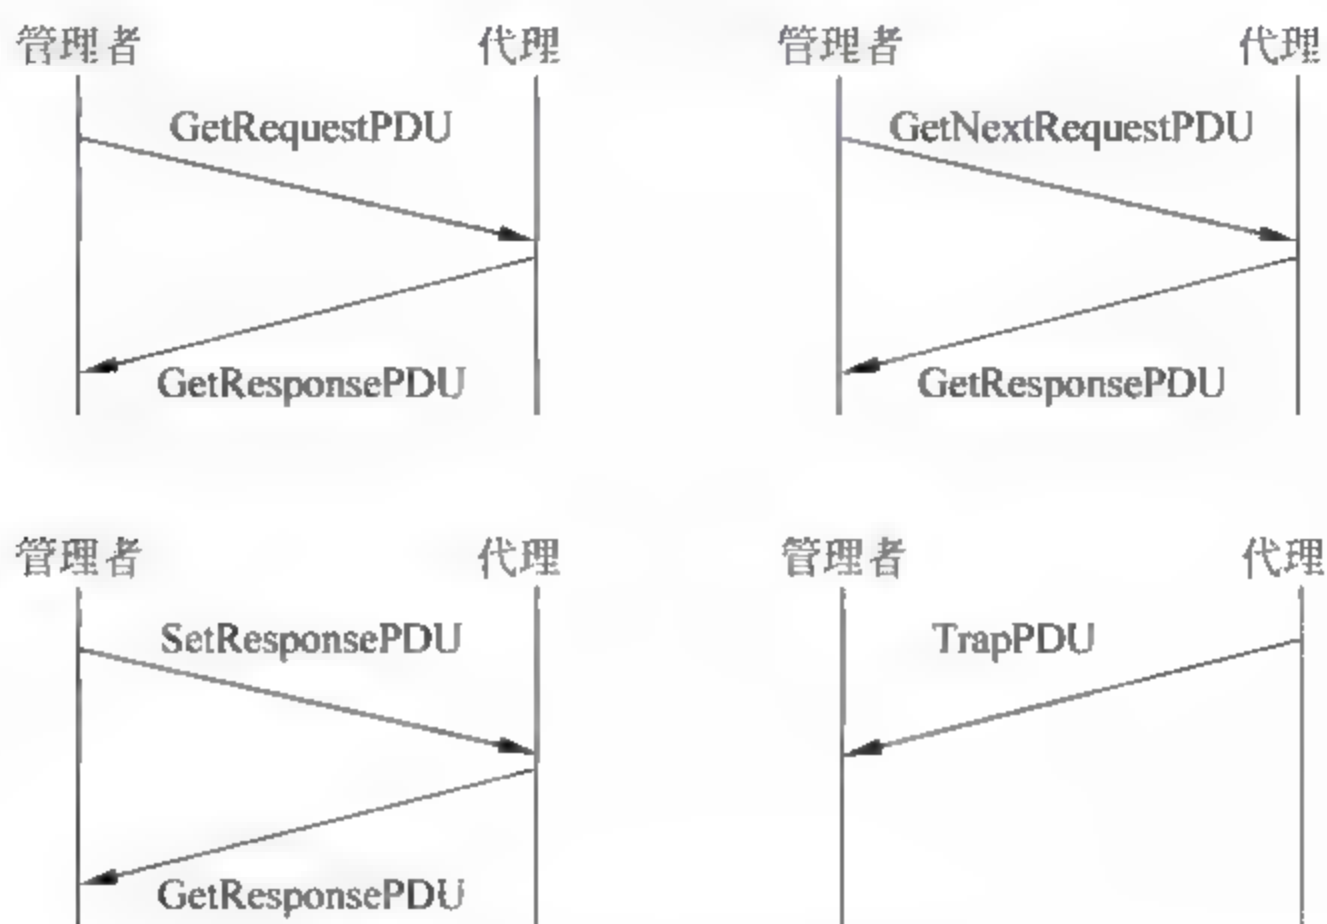 管理者 代理
GetRequestPDU
GetResponsePDU
管理者 代理
GetNextRequestPDU
GetResponsePDU
管理者 代理
SetResponsePDU
GetResponsePDU
管理者 代理
TrapPDU